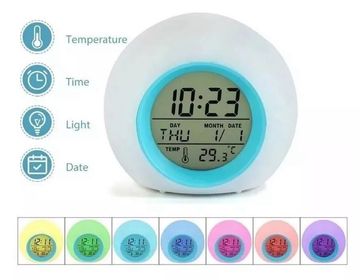 Temperature
Time
Light
Date
10:23
DAY MONTH DATE
THU 1/ 1
TEMP 29.3 °C